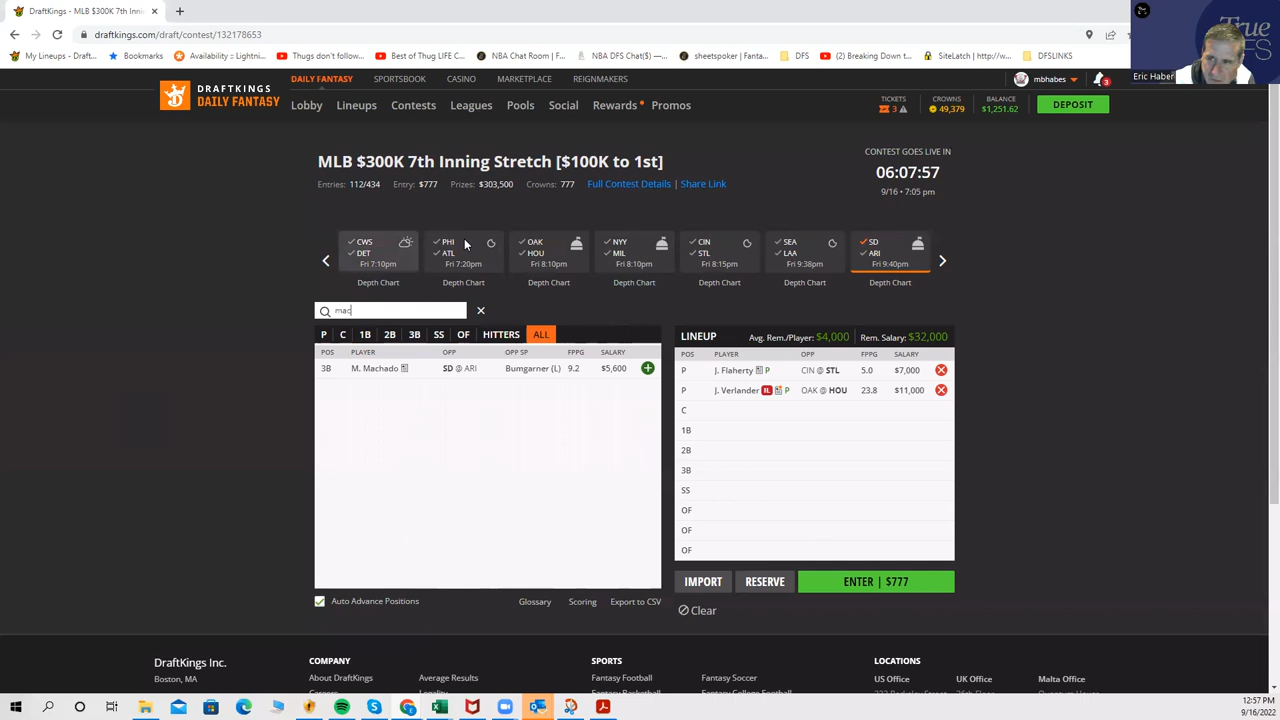 DraftKings - MLB $300K 7th Inn
draftkings.com/draft/contest/132178653
My Lineups - Draft...
Bookmarks
Availability :: Lightni...
Thugs don't follow...
Best of Thug LIFE C...
NBA Chat Room | F...
NBA DFS Chat($) — ...
sheetspoker | Fanta...
DFS
(2) Breaking Down t...
SiteLatch | http://w...
DFSLINKS
True
DFS
Eric Haber
DRAFTKINGS
DAILY FANTASY
DAILY FANTASY SPORTSBOOK CASINO MARKETPLACE REIGNMAKERS
mbhabes
3
Lobby Lineups Contests Leagues Pools Social Rewards Promos
TICKETS CROWNS BALANCE
3 49,379 $1,251.62
DEPOSIT
MLB $300K 7th Inning Stretch [$100K to 1st]
Entries: 112/434 Entry: $777 Prizes: $303,500 Crowns: 777 Full Contest Details | Share Link
CONTEST GOES LIVE IN
06:07:57
9/16 • 7:05 pm
CWS
DET
Fri 7:10pm
Depth Chart
PHI
ATL
Fri 7:20pm
Depth Chart
OAK
HOU
Fri 8:10pm
Depth Chart
NYY
MIL
Fri 8:10pm
Depth Chart
CIN
STL
Fri 8:15pm
Depth Chart
SEA
LAA
Fri 9:38pm
Depth Chart
SD
ARI
Fri 9:40pm
Depth Chart
mac
P C 1B 2B 3B SS OF HITTERS ALL
POS PLAYER OPP OPP SP FPPG SALARY
3B M. Machado SD @ ARI Bumgarner (L) 9.2 $5,600
LINEUP Avg. Rem./Player: $4,000 Rem. Salary: $32,000
POS PLAYER OPP FPPG SALARY
P J. Flaherty P CIN @ STL 5.0 $7,000
P J. Verlander IL P OAK @ HOU 23.8 $11,000
C
1B
2B
3B
SS
OF
OF
OF
IMPORT RESERVE ENTER | $777
Auto Advance Positions
Glossary Scoring Export to CSV
Clear
DraftKings Inc.
Boston, MA
COMPANY
About DraftKings
Careers
Average Results
Legality
SPORTS
Fantasy Football
Fantasy Basketball
Fantasy Soccer
Fantasy College Football
LOCATIONS
US Office
UK Office
Malta Office
12:57 PM
9/16/2022